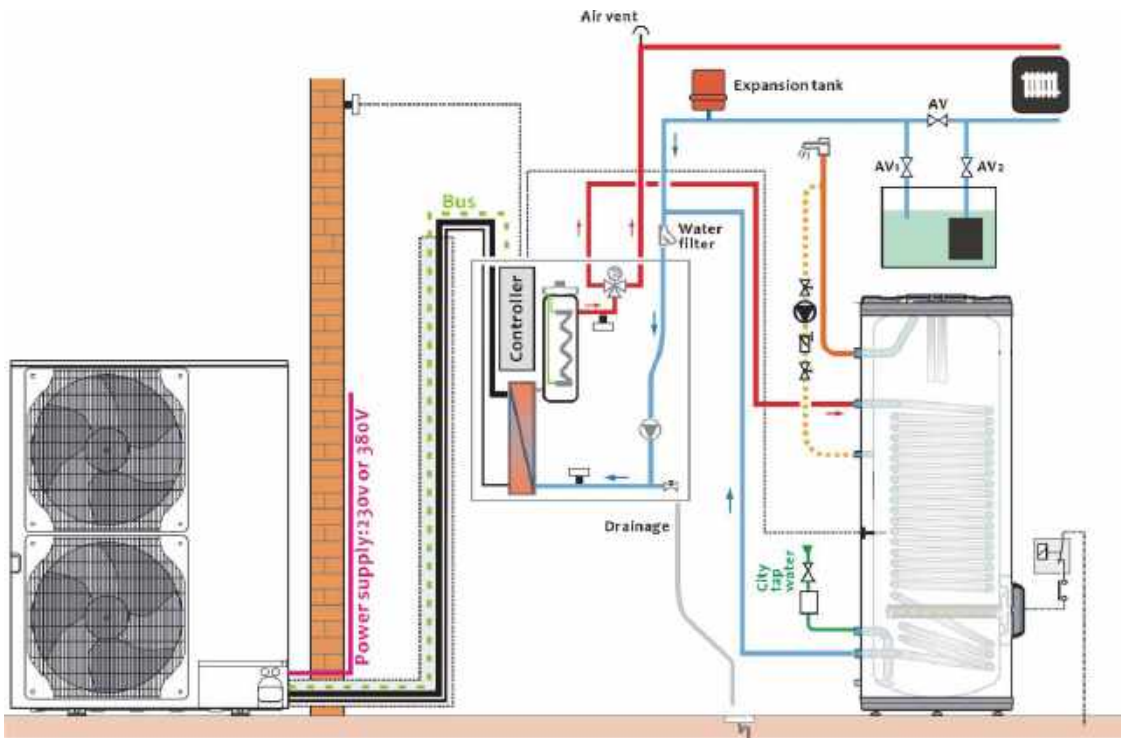 Air vent
Expansion tank
AV
AV1
AV2
Bus
Water
filter
Controller
Power supply:230v or 380V
Drainage
City
tap
water